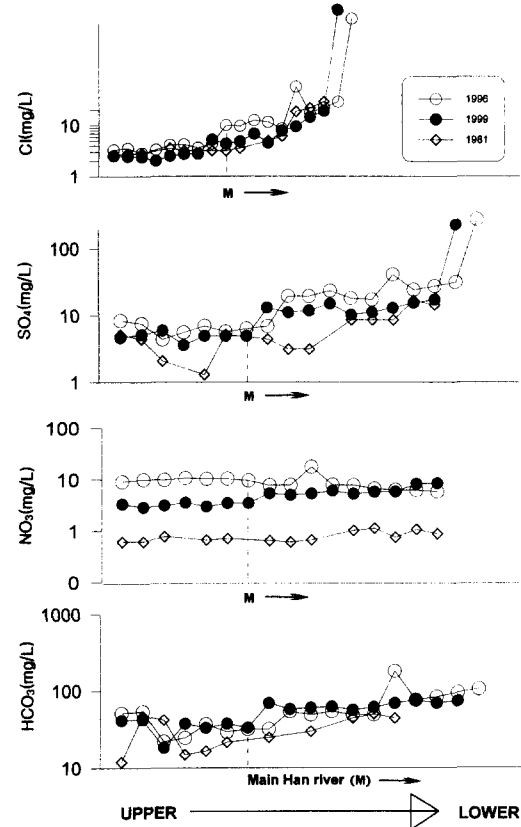 Cl(mg/L)
10
1
1996
1999
1981
M
SO₄(mg/L)
100
10
1
M
NO₃(mg/L)
100
10
1
0
M
HCO₃(mg/L)
1000
100
10
Main Han river (M)
UPPER LOWER